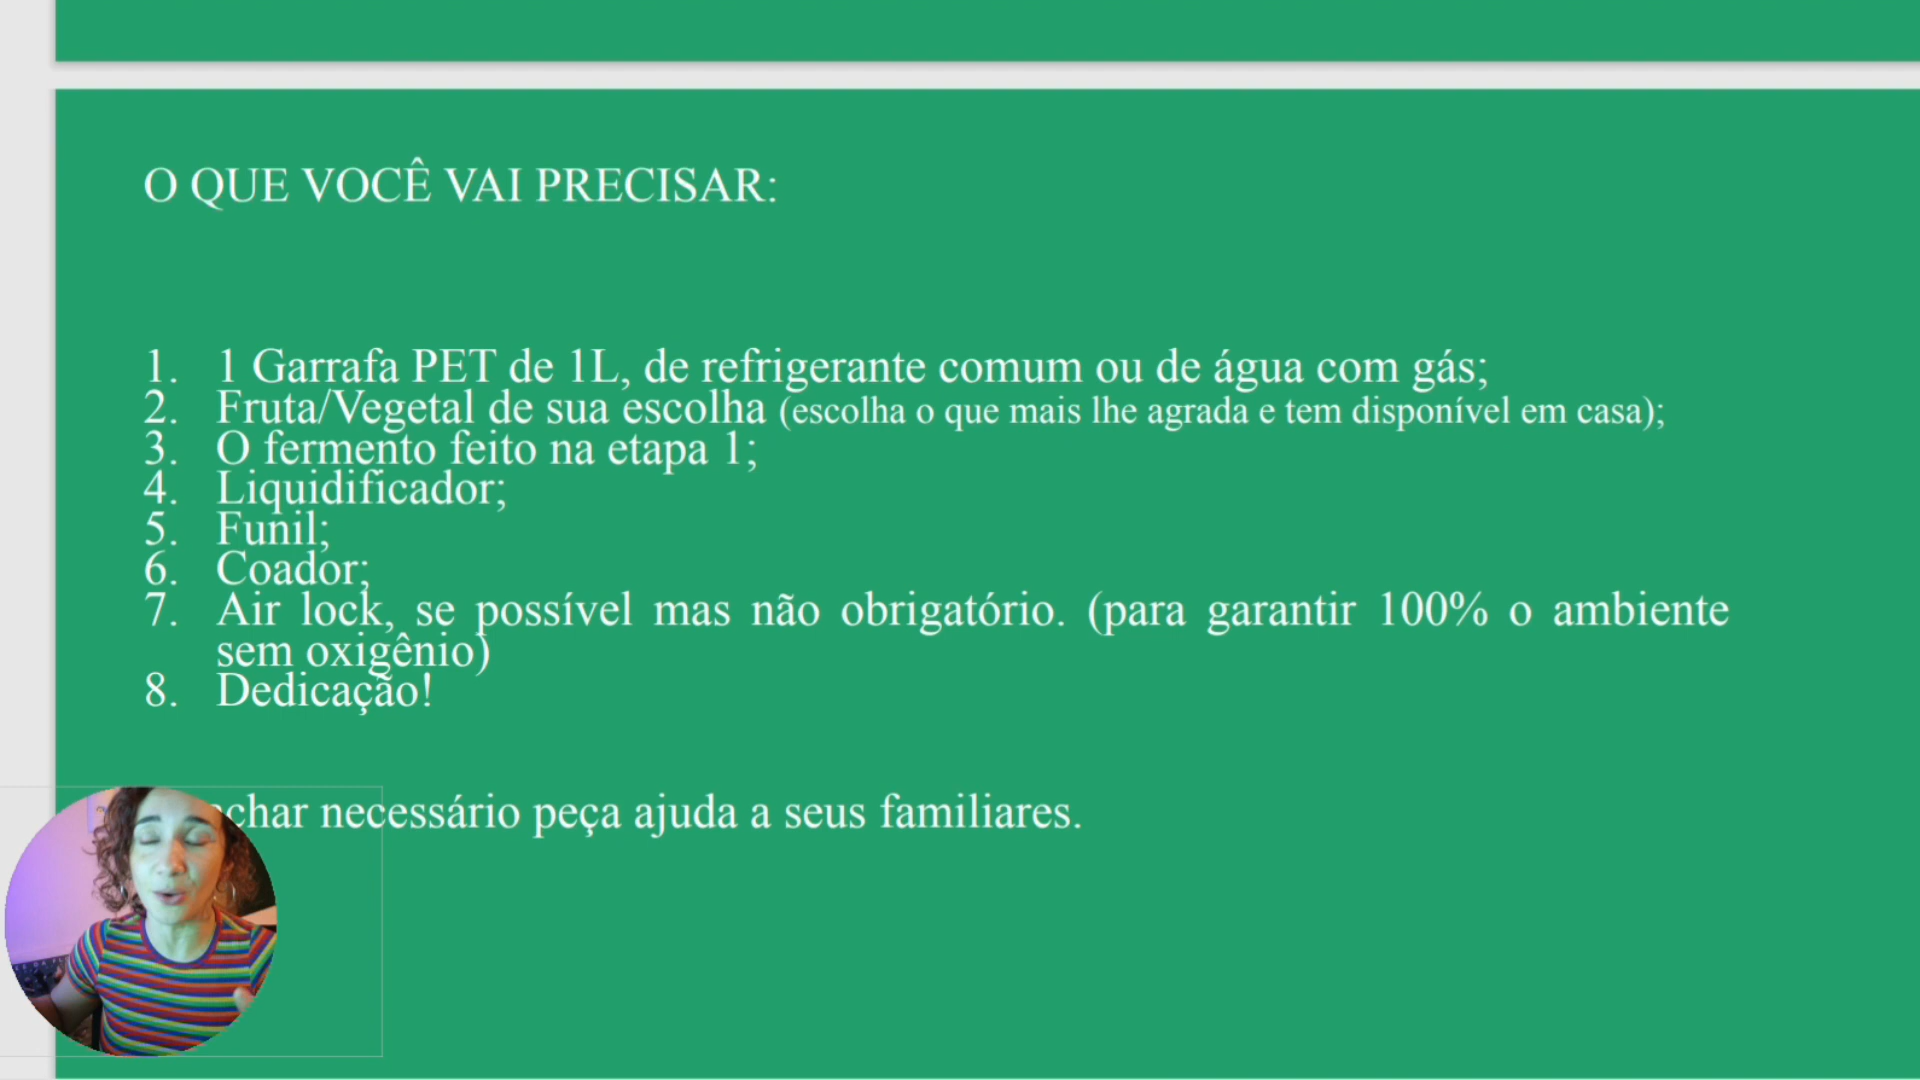 O QUE VOCÊ VAI PRECISAR:
1. 1 Garrafa PET de 1L, de refrigerante comum ou de água com gás;
2. Fruta/Vegetal de sua escolha (escolha o que mais lhe agrada e tem disponível em casa);
3. O fermento feito na etapa 1;
4. Liquidificador;
5. Funil;
6. Coador;
7. Air lock, se possível mas não obrigatório. (para garantir 100% o ambiente
sem oxigênio)
8. Dedicação!
necessário peça ajuda a seus familiares.